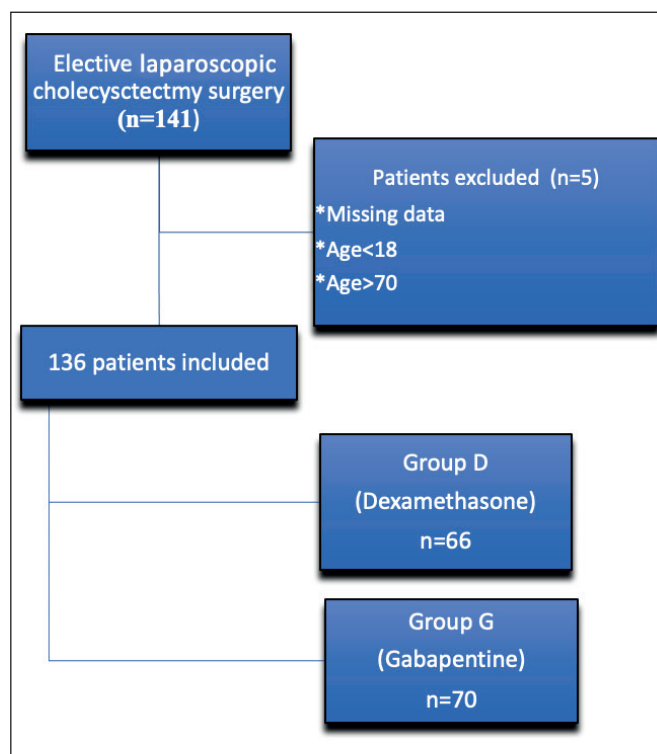 Elective laparoscopic
cholecysctectmy surgery
(n=141)
Patients excluded (n=5)
*Missing data
*Age<18
*Age>70
136 patients included
Group D
(Dexamethasone)
n=66
Group G
(Gabapentine)
n=70